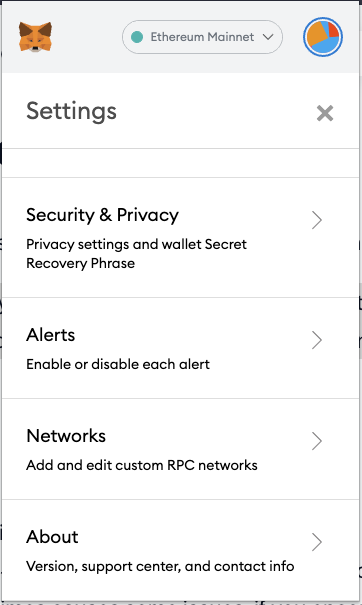 Ethereum Mainnet
Settings
Security & Privacy
Privacy settings and wallet Secret
Recovery Phrase
Alerts
Enable or disable each alert
Networks
Add and edit custom RPC networks
About
Version, support center, and contact info